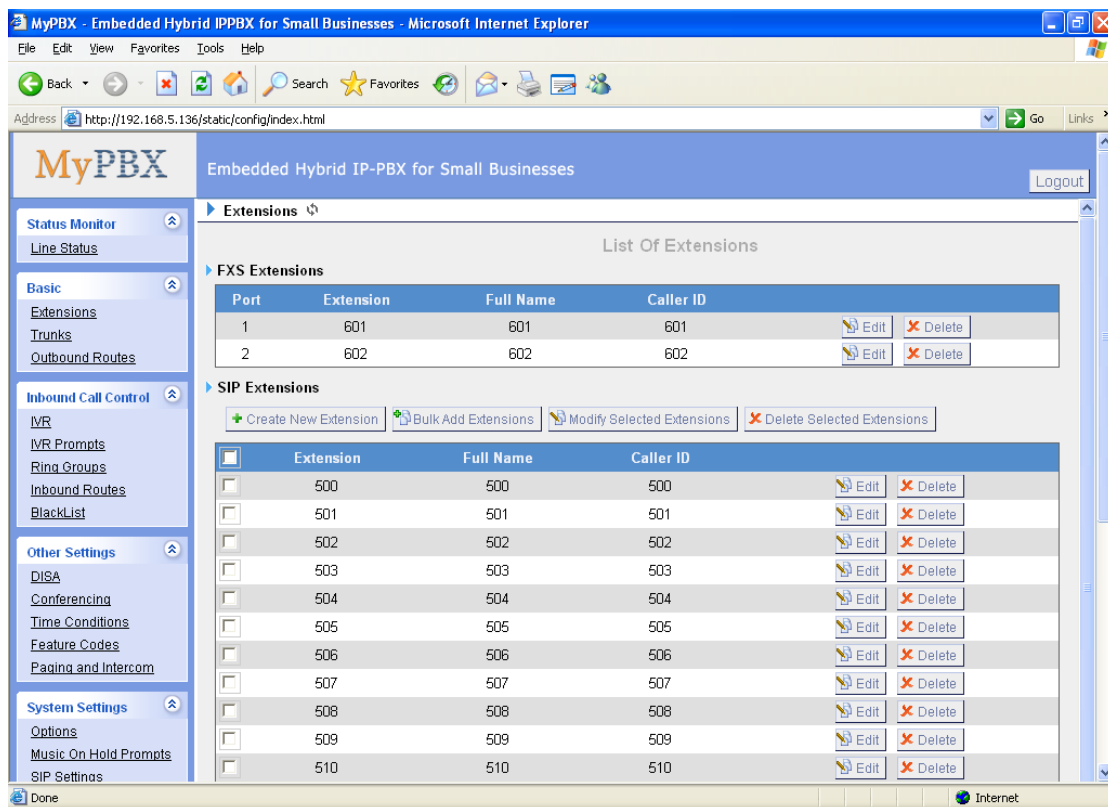 MyPBX - Embedded Hybrid IPPBX for Small Businesses - Microsoft Internet Explorer
File Edit View Favorites Tools Help
Back Search Favorites
Address http://192.168.5.136/static/config/index.html Go Links
MyPBX
Embedded Hybrid IP-PBX for Small Businesses
Logout
Status Monitor
Line Status
Basic
Extensions
Trunks
Outbound Routes
Inbound Call Control
IVR
IVR Prompts
Ring Groups
Inbound Routes
BlackList
Other Settings
DISA
Conferencing
Time Conditions
Feature Codes
Paging and Intercom
System Settings
Options
Music On Hold Prompts
SIP Settings
Extensions
List Of Extensions
FXS Extensions
Port Extension Full Name Caller ID
1 601 601 601 Edit Delete
2 602 602 602 Edit Delete
SIP Extensions
Create New Extension Bulk Add Extensions Modify Selected Extensions Delete Selected Extensions
Extension Full Name Caller ID
500 500 500 Edit Delete
501 501 501 Edit Delete
502 502 502 Edit Delete
503 503 503 Edit Delete
504 504 504 Edit Delete
505 505 505 Edit Delete
506 506 506 Edit Delete
507 507 507 Edit Delete
508 508 508 Edit Delete
509 509 509 Edit Delete
510 510 510 Edit Delete
Done Internet